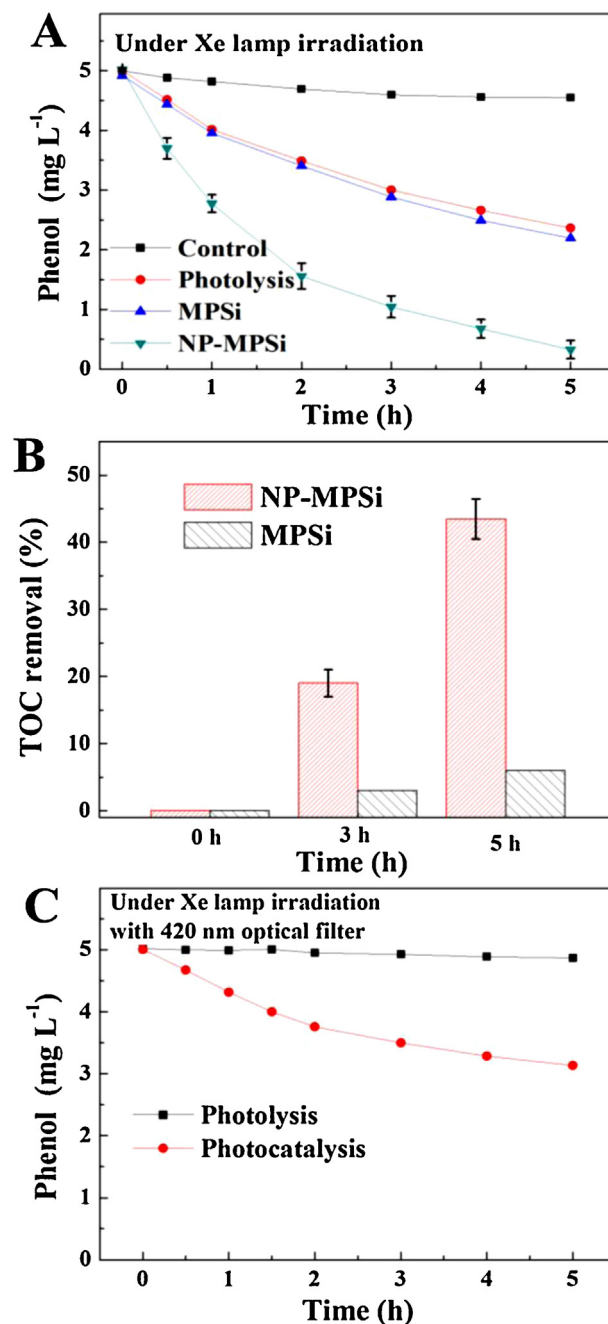 A
Under Xe lamp irradiation
Phenol (mg L⁻¹)
5
4
3
2
1
0
Control
Photolysis
MPSi
NP-MPSi
0 1 2 3 4 5
Time (h)
B
TOC removal (%)
50
40
30
20
10
0
NP-MPSi
MPSi
0 h 3 h 5 h
Time (h)
C
Under Xe lamp irradiation
with 420 nm optical filter
Phenol (mg L⁻¹)
5
4
3
5
1
0
Photolysis
Photocatalysis
0 1 2 3 4 5
Time (h)